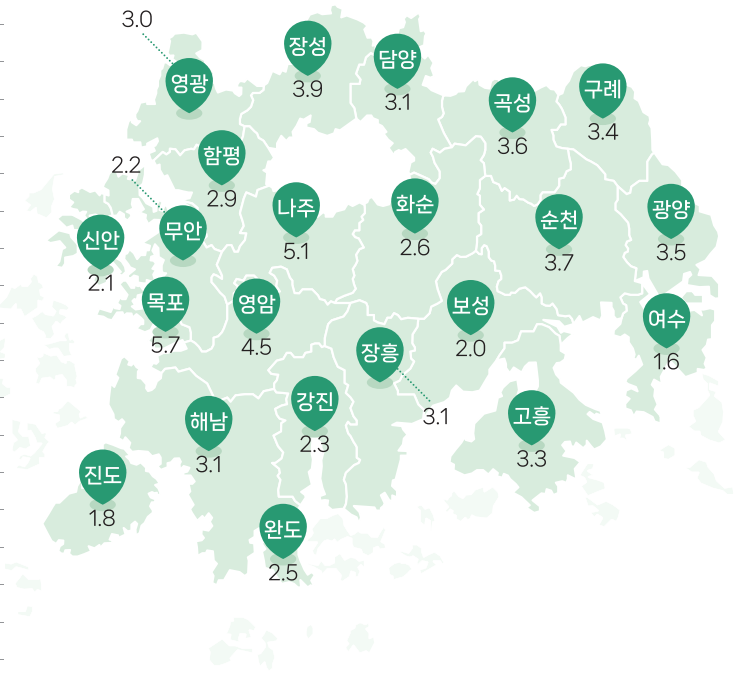 3.0
장성
3.9
담양
3.1
영광
곡성
3.6
구례
3.4
함평
2.9
2.2
나주
5.1
화순
2.6
순천
3.7
광양
3.5
신안
2.1
무안
목포
5.7
영암
4.5
보성
2.0
여수
1.6
장흥
3.1
강진
2.3
해남
3.1
고흥
3.3
진도
1.8
완도
2.5